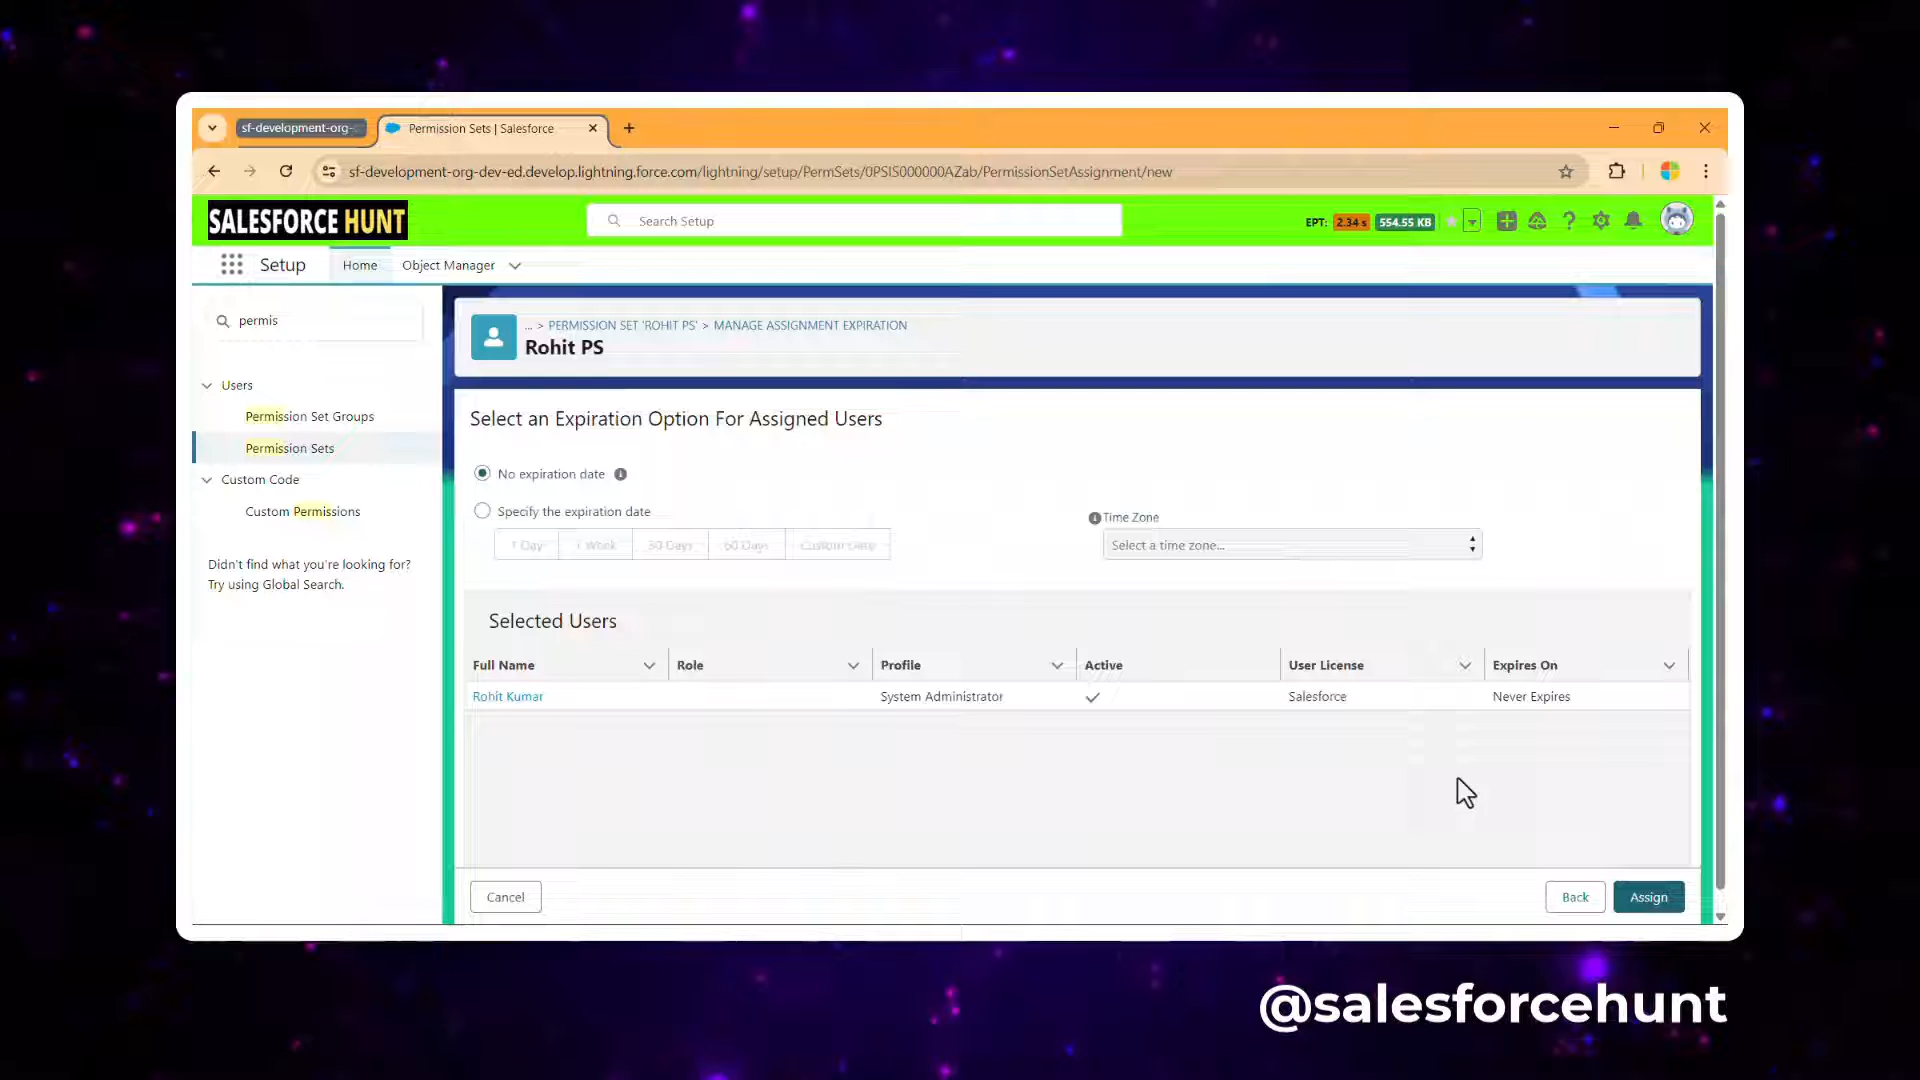 sf-development-org-
Permission Sets | Salesforce
sf-development-org-dev-ed.develop.lightning.force.com/lightning/setup/PermSets/0PSIS000000AZab/PermissionSetAssignment/new
SALESFORCE HUNT
Search Setup
EPT: 2.34 s 554.55 KB
Setup
Home
Object Manager
permis
Users
Permission Set Groups
Permission Sets
Custom Code
Custom Permissions
Didn't find what you're looking for?
Try using Global Search.
... > PERMISSION SET 'ROHIT PS' > MANAGE ASSIGNMENT EXPIRATION
Rohit PS
Select an Expiration Option For Assigned Users
No expiration date
Specify the expiration date
1 Day 1 Week 30 Days 60 Days Custom Date
Time Zone
Select a time zone...
Selected Users
Full Name Role Profile Active User License Expires On
Rohit Kumar System Administrator Salesforce Never Expires
Cancel
Back
Assign
@salesforcehunt